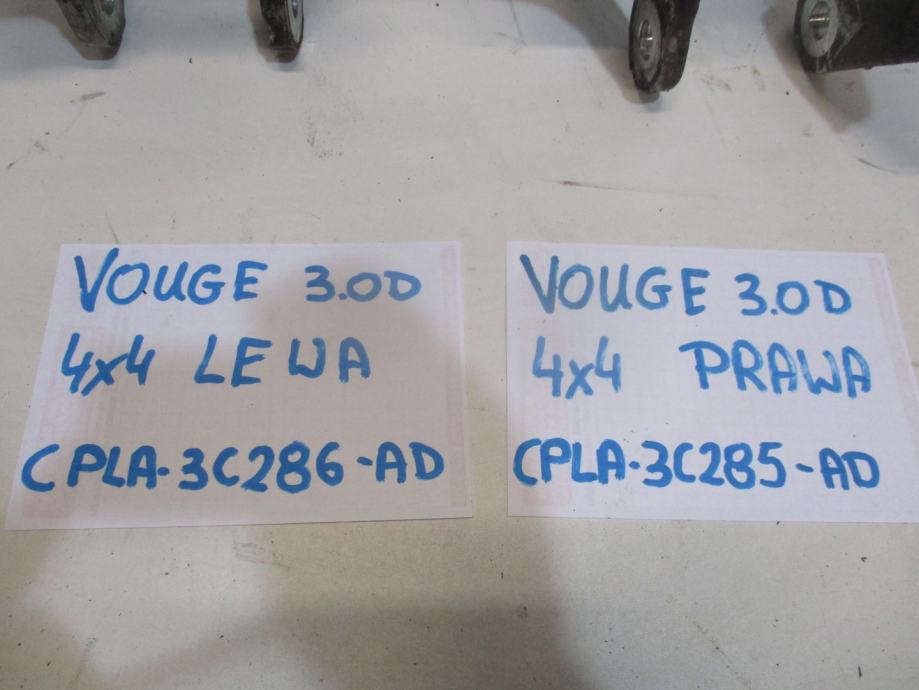 VOUGE 3.0D
4x4 LEWA
CPLA-3C286-AD
VOUGE 3.0D
4x4 PRAWA
CPLA-3C285-AD